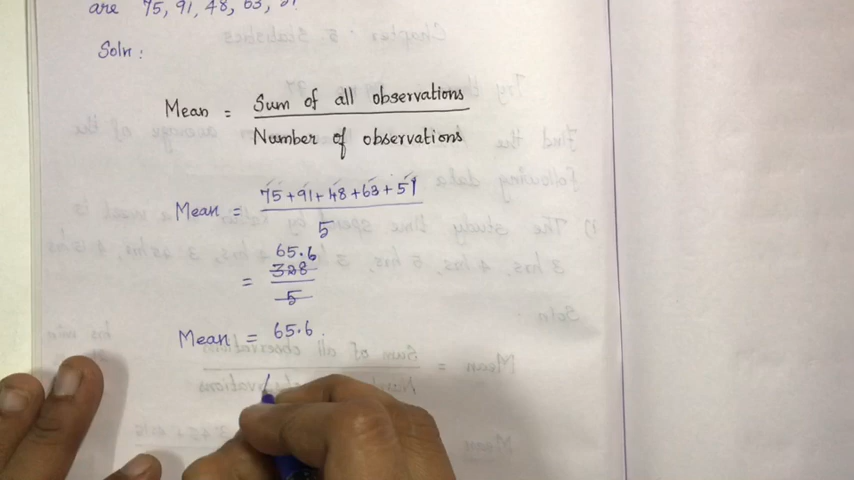 are 75, 91, 48, 63, 51.
Soln :
Mean = Sum of all observations
Number of observations
Mean = 75+91+48+63+51
5
65.6
= 328
5
Mean = 65.6.